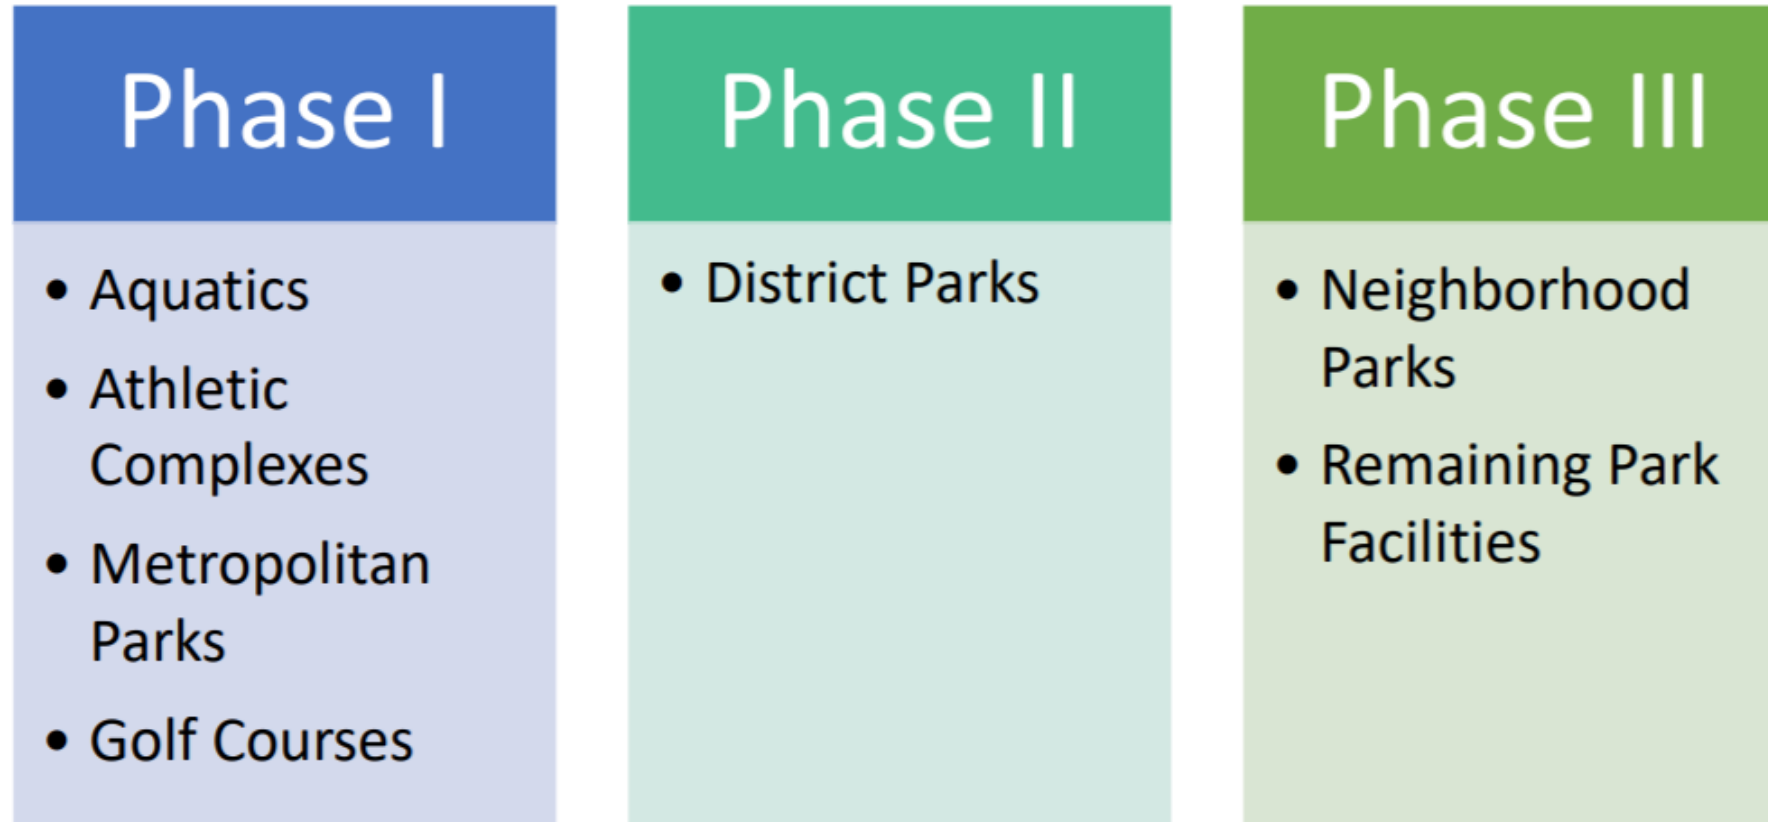 Phase I
• Aquatics
• Athletic
Complexes
• Metropolitan
Parks
• Golf Courses
Phase II
• District Parks
Phase III
• Neighborhood
Parks
• Remaining Park
Facilities